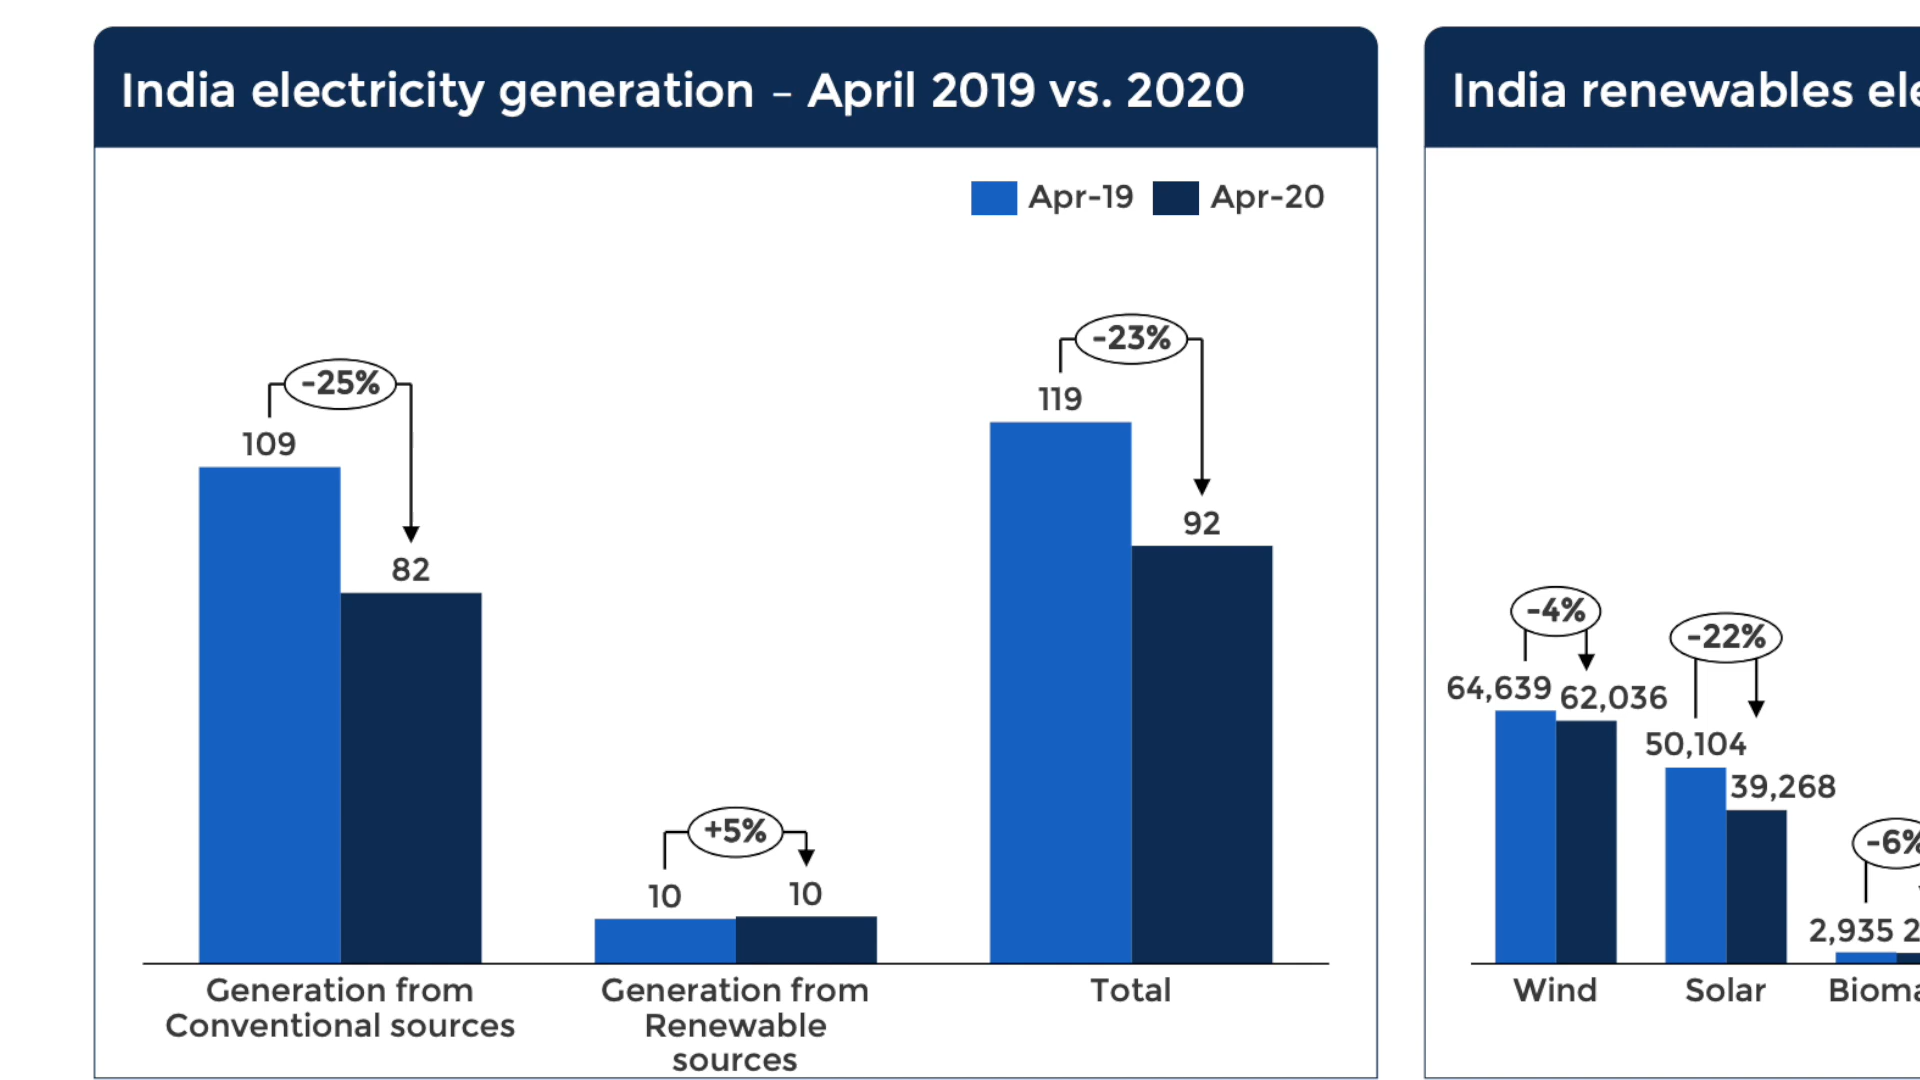 India electricity generation – April 2019 vs. 2020
Apr-19 Apr-20
-25%
109
82
+5%
10
10
-23%
119
92
Generation from
Conventional sources
Generation from
Renewable
sources
Total
India renewables
-4%
64,639
62,036
-22%
50,104
39,268
-6%
2,935
Wind
Solar